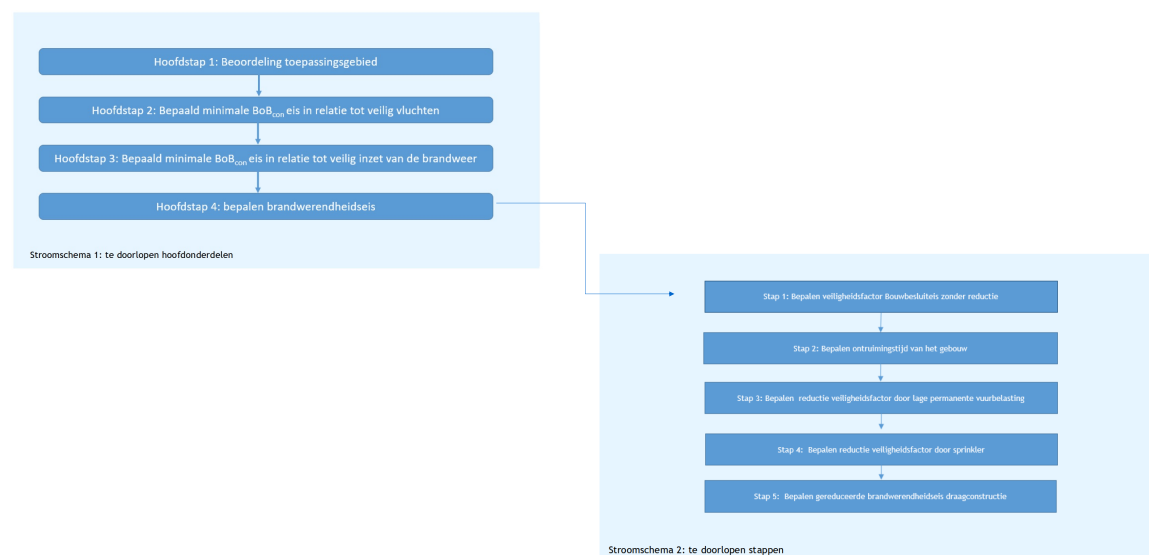 Hoofdstap 1: Beoordeling toepassingsgebied
Hoofdstap 2: Bepaald minimale BoBcon eis in relatie tot veilig vluchten
Hoofdstap 3: Bepaald minimale BoBcon eis in relatie tot veilig inzet van de brandweer
Hoofdstap 4: bepalen brandwerendheidseis
Stroomschema 1: te doorlopen hoofdonderdelen
Stap 1: Bepalen veiligheidsfactor Bouwbesluiteis zonder reductie
Stap 2: Bepalen ontruimingstijd van het gebouw
Stap 3: Bepalen reductie veiligheidsfactor door lage permanente vuurbelasting
Stap 4: Bepalen reductie veiligheidsfactor door sprinkler
Stap 5: Bepalen gereduceerde brandwerendheidseis draagconstructie
Stroomschema 2: te doorlopen stappen